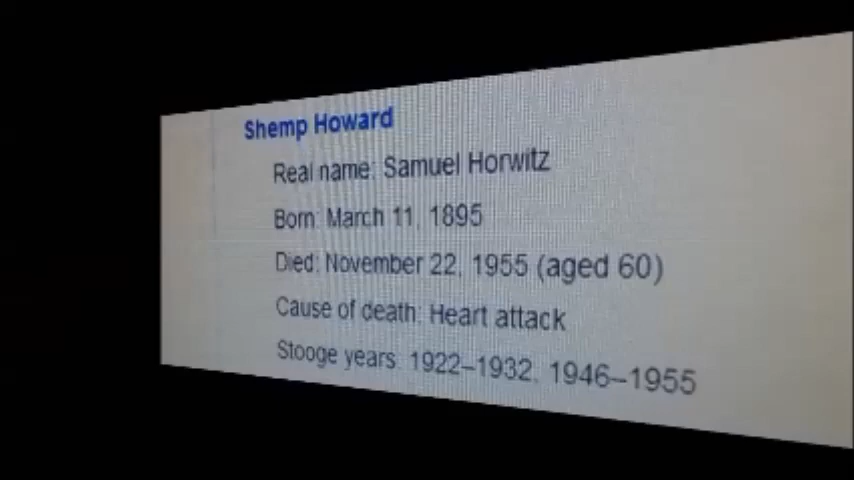 Shemp Howard
Real name: Samuel Horwitz
Born: March 11, 1895
Died: November 22, 1955 (aged 60)
Cause of death: Heart attack
Stooge years: 1922–1932, 1946–1955